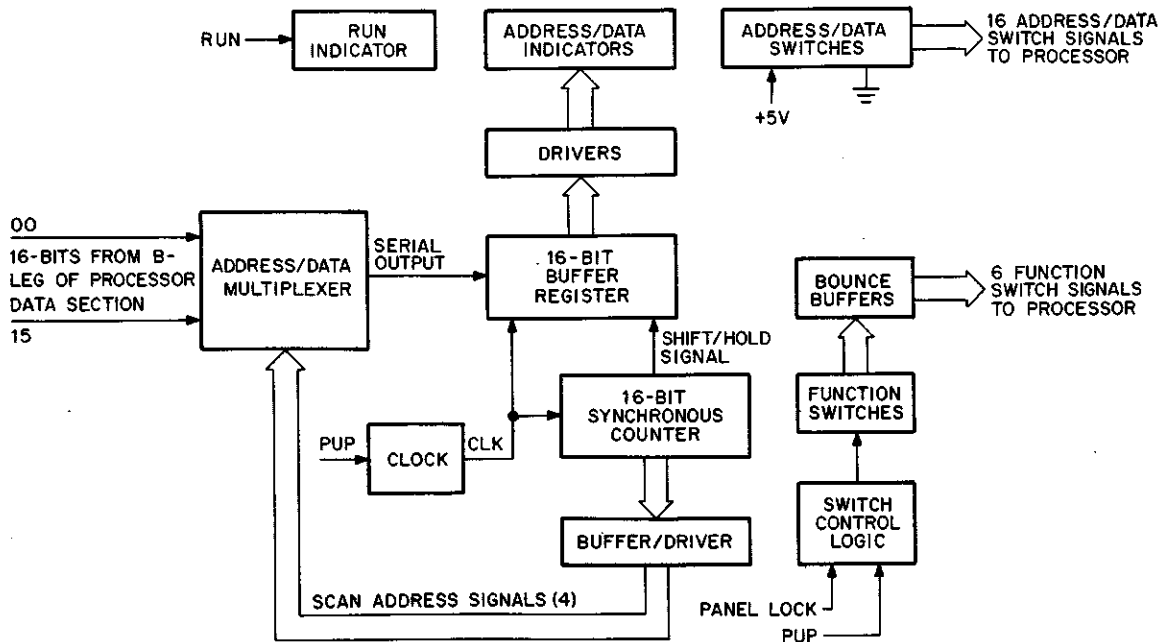 RUN
RUN
INDICATOR
ADDRESS/DATA
INDICATORS
ADDRESS/DATA
SWITCHES
16 ADDRESS/DATA
SWITCH SIGNALS
TO PROCESSOR
+5V
DRIVERS
00
16-BITS FROM B-
LEG OF PROCESSOR
DATA SECTION
15
ADDRESS/DATA
MULTIPLEXER
SERIAL
OUTPUT
16-BIT
BUFFER
REGISTER
BOUNCE
BUFFERS
6 FUNCTION
SWITCH SIGNALS
TO PROCESSOR
SHIFT/HOLD
SIGNAL
16-BIT
SYNCHRONOUS
COUNTER
FUNCTION
SWITCHES
PUP
CLOCK
CLK
BUFFER/DRIVER
SWITCH
CONTROL
LOGIC
SCAN ADDRESS SIGNALS (4)
PANEL LOCK
PUP